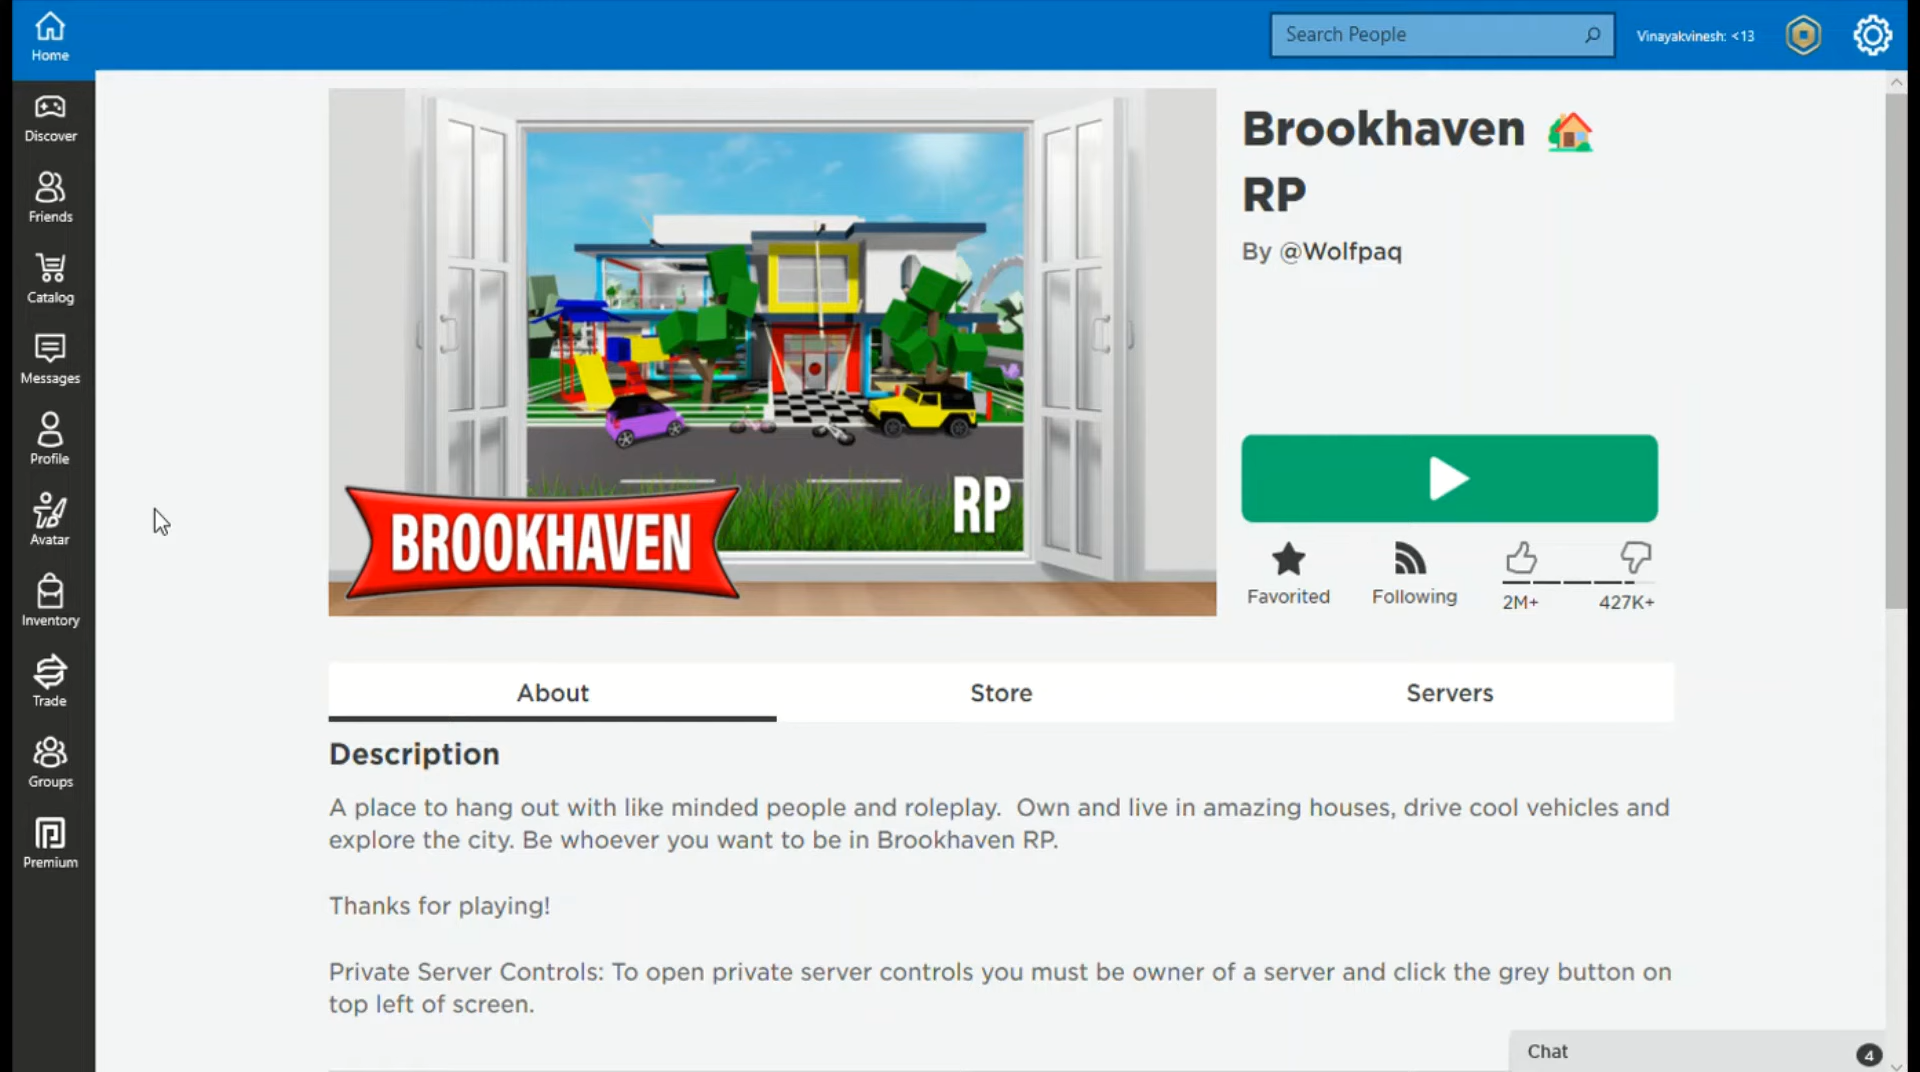 Home
Search People
Vinayakvinesh: <13
Discover
Friends
Catalog
Messages
Profile
Avatar
Inventory
Trade
Groups
Premium
BROOKHAVEN
RP
Brookhaven
RP
By @Wolfpaq
Favorited
Following
2M+
427K+
About
Store
Servers
Description
A place to hang out with like minded people and roleplay.  Own and live in amazing houses, drive cool vehicles and
explore the city. Be whoever you want to be in Brookhaven RP.
Thanks for playing!
Private Server Controls: To open private server controls you must be owner of a server and click the grey button on
top left of screen.
Chat
4